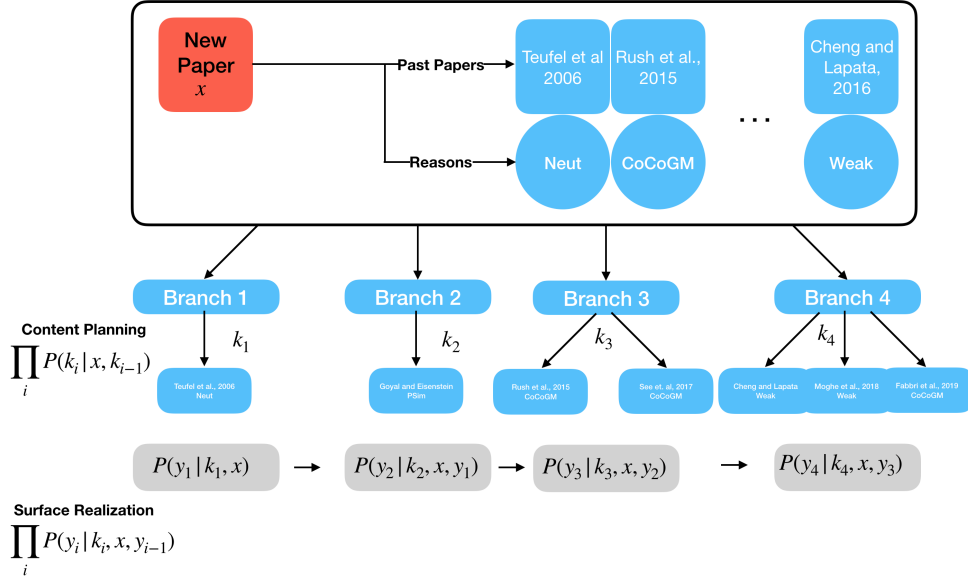 New
Paper
x
Past Papers
Teufel et al
2006
Rush et al.,
2015
Cheng and
Lapata,
2016
. . .
Reasons
Neut
CoCoGM
Weak
Branch 1
Branch 2
Branch 3
Branch 4
Content Planning
∏_i P(k_i | x, k_{i−1})
k_1
k_2
k_3
k_4
Teufel et al., 2006
Neut
Goyal and Eisenstein
PSim
Rush et al., 2015
CoCoGM
See et. al, 2017
CoCoGM
Cheng and Lapata
Weak
Moghe et al., 2018
Weak
Fabbri et al., 2019
CoCoGM
P(y_1 | k_1, x)
P(y_2 | k_2, x, y_1)
P(y_3 | k_3, x, y_2)
P(y_4 | k_4, x, y_3)
Surface Realization
∏_i P(y_i | k_i, x, y_{i−1})